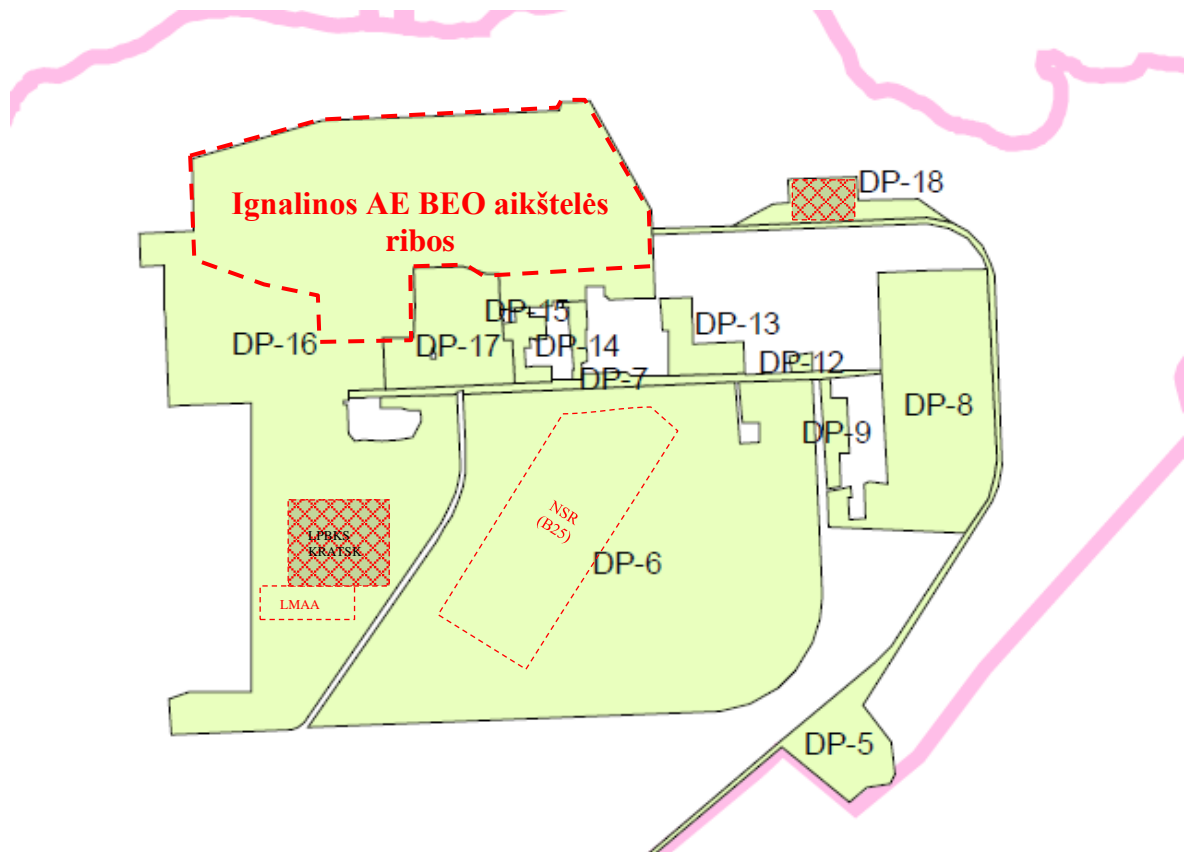 DP-18
Ignalinos AE BEO aikštelės
ribos
DP-15
DP-13
DP-16
DP-17
DP-14
DP-12
DP-7
DP-8
DP-9
NSR
(B25)
LPBKS
KRATSK
DP-6
LMAA
DP-5